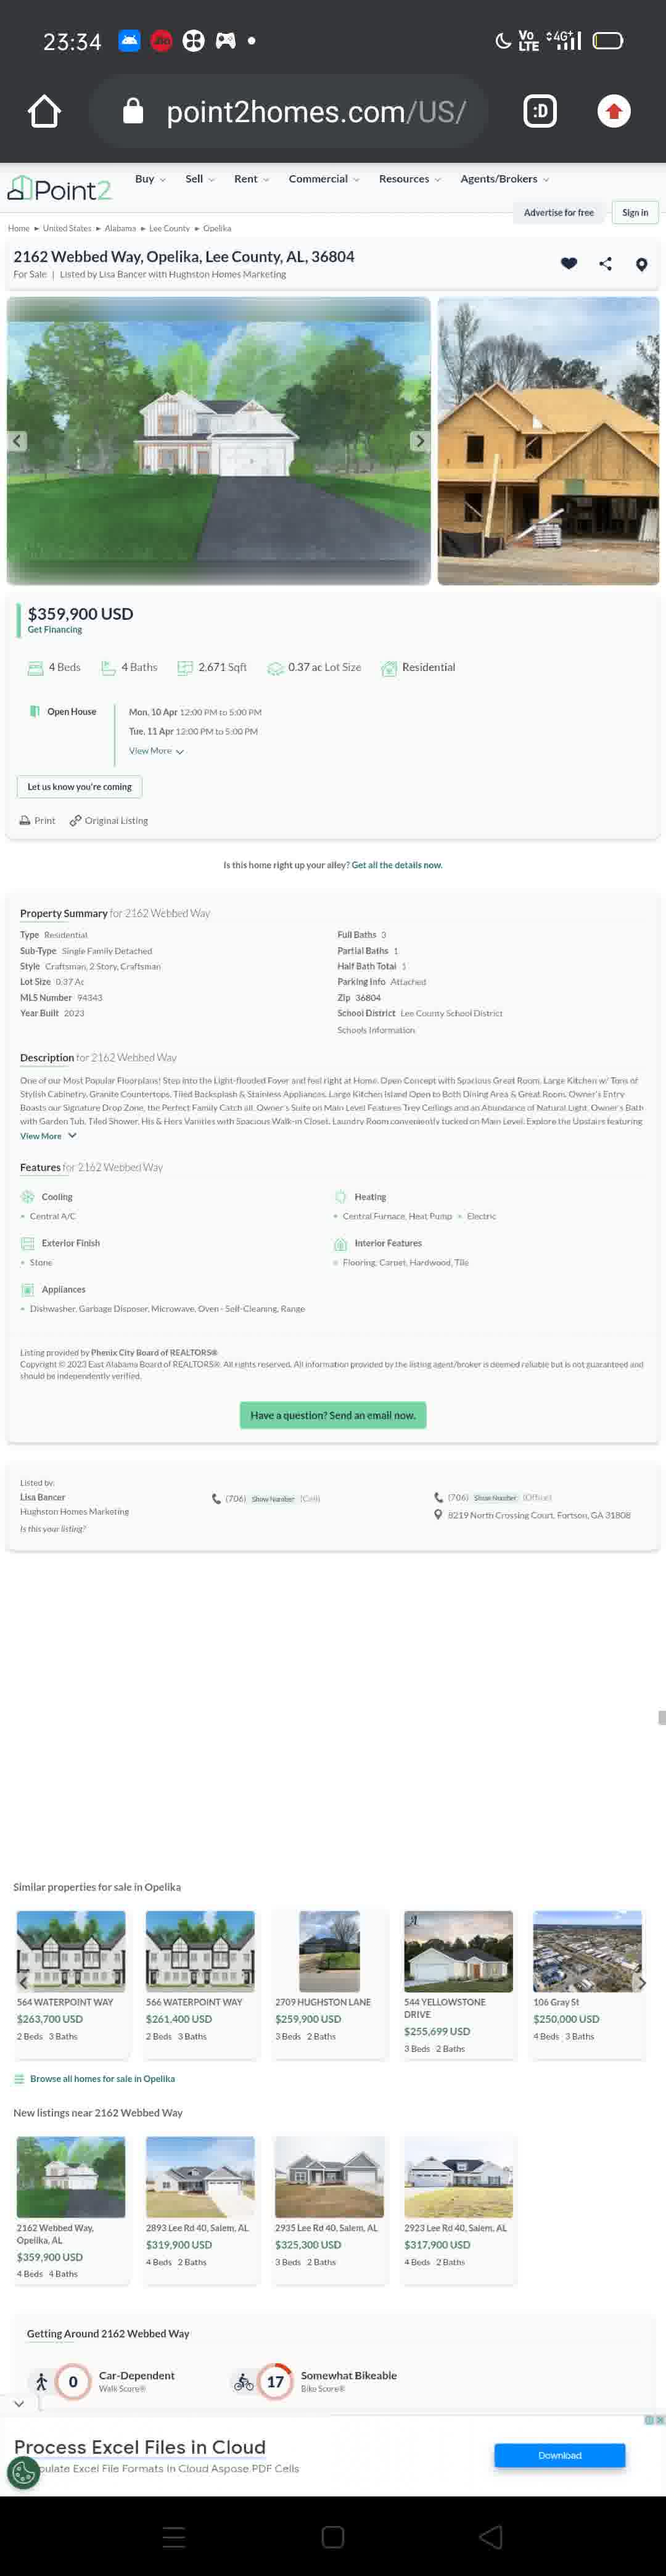 23:34
Jio
Vo
LTE
4G+
point2homes.com/US/
:D
Point2
Buy
Sell
Rent
Commercial
Resources
Agents/Brokers
Advertise for free
Sign in
Home ► United States ► Alabama ► Lee County ► Opelika
2162 Webbed Way, Opelika, Lee County, AL, 36804
For Sale | Listed by Lisa Bancer with Hughston Homes Marketing
$359,900 USD
Get Financing
4 Beds
4 Baths
2,671 Sqft
0.37 ac Lot Size
Residential
Open House
Mon, 10 Apr 12:00 PM to 5:00 PM
Tue, 11 Apr 12:00 PM to 5:00 PM
View More
Let us know you're coming
Print
Original Listing
Is this home right up your alley? Get all the details now.
Property Summary for 2162 Webbed Way
Type Residential
Sub-Type Single Family Detached
Style Craftsman, 2 Story, Craftsman
Lot Size 0.37 Ac
MLS Number 94343
Year Built 2023
Full Baths 3
Partial Baths 1
Half Bath Total 1
Parking Info Attached
Zip 36804
School District Lee County School District
Schools Information
Description for 2162 Webbed Way
One of our Most Popular Floorplans! Step Into the Light-flooded Foyer and feel right at Home. Open Concept with Spacious Great Room, Large Kitchen w/ Tons of
Stylish Cabinetry, Granite Countertops, Tiled Backsplash & Stainless Appliances. Large Kitchen Island Open to Both Dining Area & Great Room. Owner's Entry
Boasts our Signature Drop Zone, the Perfect Family Catch all. Owner's Suite on Main Level Features Trey Ceilings and an Abundance of Natural Light. Owner's Bath
with Garden Tub, Tiled Shower, His & Hers Vanities with Spacious Walk-in Closet. Laundry Room conveniently tucked on Main Level. Explore the Upstairs featuring
View More
Features for 2162 Webbed Way
Cooling
Central A/C
Heating
Central Furnace, Heat Pump
Electric
Exterior Finish
Stone
Interior Features
Flooring: Carpet, Hardwood, Tile
Appliances
Dishwasher, Garbage Disposer, Microwave, Oven - Self-Cleaning, Range
Listing provided by Phenix City Board of REALTORS®
Copyright © 2023 East Alabama Board of REALTORS®. All rights reserved. All information provided by the listing agent/broker is deemed reliable but is not guaranteed and
should be independently verified.
Have a question? Send an email now.
Listed by:
Lisa Bancer
Hughston Homes Marketing
Is this your listing?
(706) Show Number (Cell)
(706) Show Number (Office)
8219 North Crossing Court, Fortson, GA 31808
Similar properties for sale in Opelika
564 WATERPOINT WAY
$263,700 USD
2 Beds 3 Baths
566 WATERPOINT WAY
$261,400 USD
2 Beds 3 Baths
2709 HUGHSTON LANE
$259,900 USD
3 Beds 2 Baths
544 YELLOWSTONE
DRIVE
$255,699 USD
3 Beds 2 Baths
106 Gray St
$250,000 USD
4 Beds 3 Baths
Browse all homes for sale in Opelika
New listings near 2162 Webbed Way
2162 Webbed Way,
Opelika, AL
$359,900 USD
4 Beds 4 Baths
2893 Lee Rd 40, Salem, AL
$319,900 USD
4 Beds 2 Baths
2935 Lee Rd 40, Salem, AL
$325,300 USD
3 Beds 2 Baths
2923 Lee Rd 40, Salem, AL
$317,900 USD
4 Beds 2 Baths
Getting Around 2162 Webbed Way
0
Car-Dependent
Walk Score®
17
Somewhat Bikeable
Bike Score®
Process Excel Files in Cloud
pulate Excel File Formats in Cloud Aspose.PDF Cells
Download